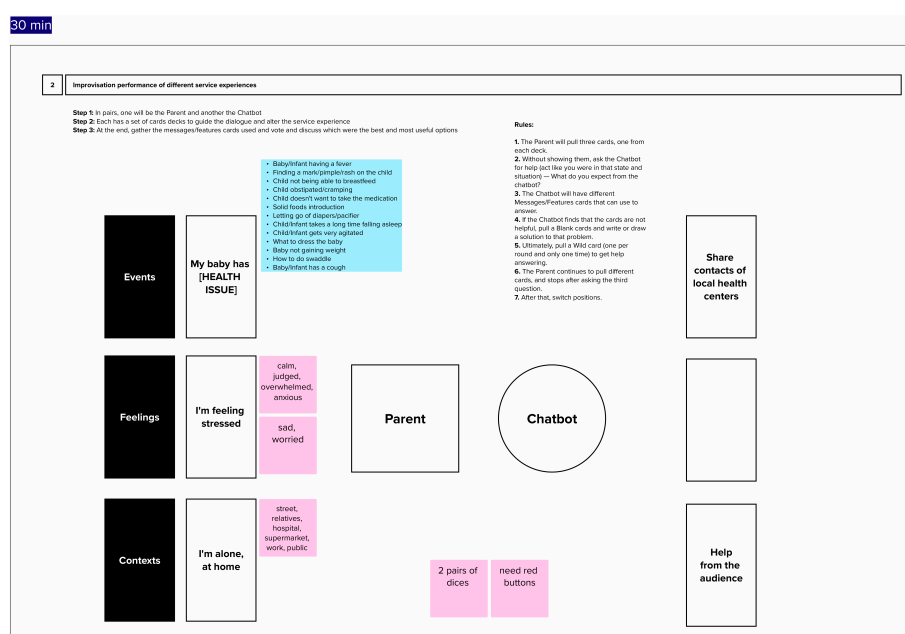 30 min
2
Improvisation performance of different service experiences
Step 1: In pairs, one will be the Parent and another the Chatbot
Step 2: Each has a set of cards decks to guide the dialogue and alter the service experience
Step 3: At the end, gather the messages/features cards used and vote and discuss which were the best and most useful options
Rules:
1. The Parent will pull three cards, one from
each deck.
2. Without showing them, ask the Chatbot
for help (act like you were in that state and
situation) — What do you expect from the
chatbot?
3. The Chatbot will have different
Messages/Features cards that can use to
answer.
4. If the Chatbot finds that the cards are not
helpful, pull a Blank cards and write or draw
a solution to that problem.
5. Ultimately, pull a Wild card (one per
round and only one time) to get help
answering.
6. The Parent continues to pull different
cards, and stops after asking the third
question.
7. After that, switch positions.
• Baby/Infant having a fever
• Finding a mark/pimple/rash on the child
• Child not being able to breastfeed
• Child obstipated/cramping
• Child doesn't want to take the medication
• Solid foods introduction
• Letting go of diapers/pacifier
• Child/Infant takes a long time falling asleep
• Child/Infant gets very agitated
• What to dress the baby
• Baby not gaining weight
• How to do swaddle
• Baby/Infant has a cough
Events
My baby has
[HEALTH
ISSUE]
Share
contacts of
local health
centers
Feelings
I'm feeling
stressed
calm,
judged,
overwhelmed,
anxious
sad,
worried
Parent
Chatbot
Contexts
I'm alone,
at home
street,
relatives,
hospital,
supermarket,
work, public
2 pairs of
dices
need red
buttons
Help
from the
audience